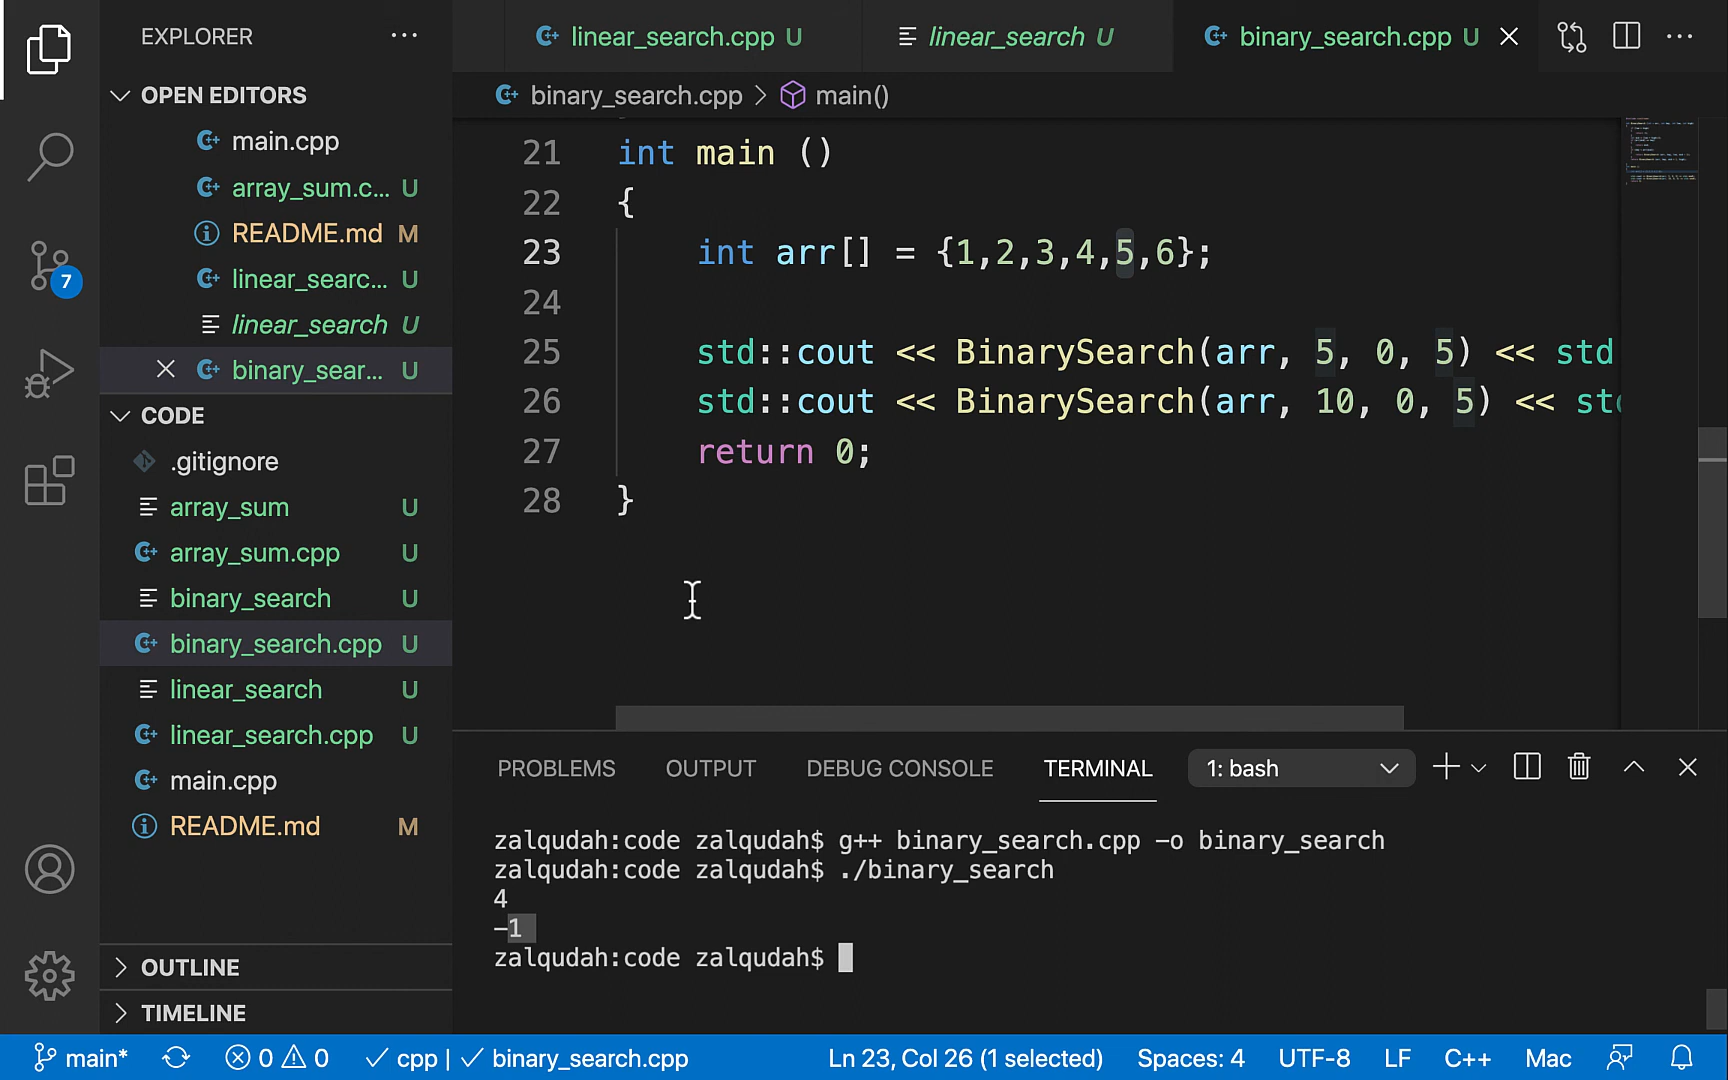 EXPLORER
OPEN EDITORS
main.cpp
array_sum.c... U
README.md M
linear_searc... U
linear_search U
binary_sear... U
7
CODE
.gitignore
array_sum U
array_sum.cpp U
binary_search U
binary_search.cpp U
linear_search U
linear_search.cpp U
main.cpp
README.md M
OUTLINE
TIMELINE
linear_search.cpp U
linear_search U
binary_search.cpp U
binary_search.cpp > main()
21 int main ()
22 {
23 int arr[] = {1,2,3,4,5,6};
24
25 std::cout << BinarySearch(arr, 5, 0, 5) << std
26 std::cout << BinarySearch(arr, 10, 0, 5) << std
27 return 0;
28 }
PROBLEMS OUTPUT DEBUG CONSOLE TERMINAL 1: bash
zalqudah:code zalqudah$ g++ binary_search.cpp -o binary_search
zalqudah:code zalqudah$ ./binary_search
4
-1
zalqudah:code zalqudah$
main* 0 0 cpp | binary_search.cpp Ln 23, Col 26 (1 selected) Spaces: 4 UTF-8 LF C++ Mac